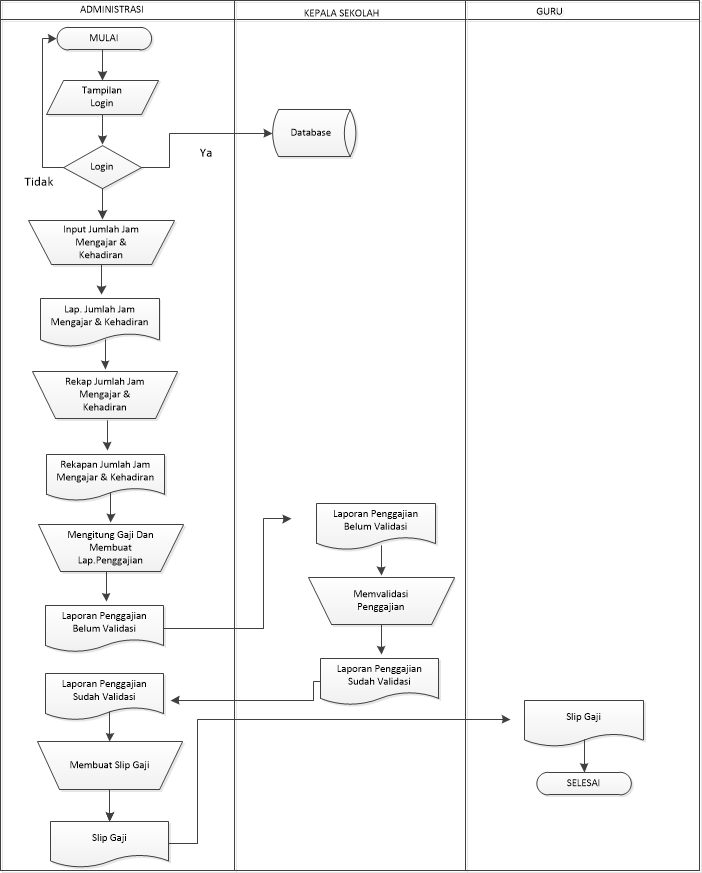 ADMINISTRASI
KEPALA SEKOLAH
GURU
MULAI
Tampilan
Login
Login
Tidak
Ya
Database
Input Jumlah Jam
Mengajar &
Kehadiran
Lap. Jumlah Jam
Mengajar & Kehadiran
Rekap Jumlah Jam
Mengajar &
Kehadiran
Rekapan Jumlah Jam
Mengajar & Kehadiran
Mengitung Gaji Dan
Membuat
Lap.Penggajian
Laporan Penggajian
Belum Validasi
Laporan Penggajian
Belum Validasi
Memvalidasi
Penggajian
Laporan Penggajian
Sudah Validasi
Laporan Penggajian
Sudah Validasi
Membuat Slip Gaji
Slip Gaji
Slip Gaji
SELESAI